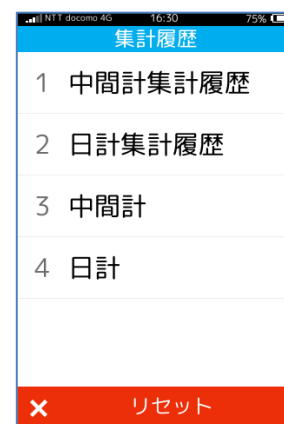 NTT docomo 4G 16:30 75%
集計履歴
1 中間計集計履歴
2 日計集計履歴
3 中間計
4 日計
× リセット